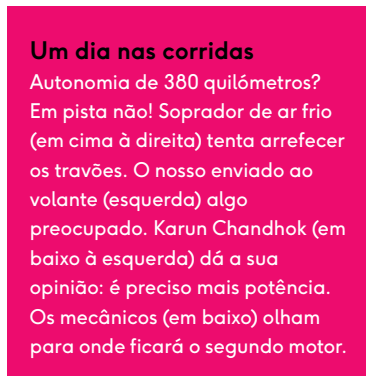 Um dia nas corridas
Autonomia de 380 quilómetros?
Em pista não! Soprador de ar frio
(em cima à direita) tenta arrefecer
os travões. O nosso enviado ao
volante (esquerda) algo
preocupado. Karun Chandhok (em
baixo à esquerda) dá a sua
opinião: é preciso mais potência.
Os mecânicos (em baixo) olham
para onde ficará o segundo motor.